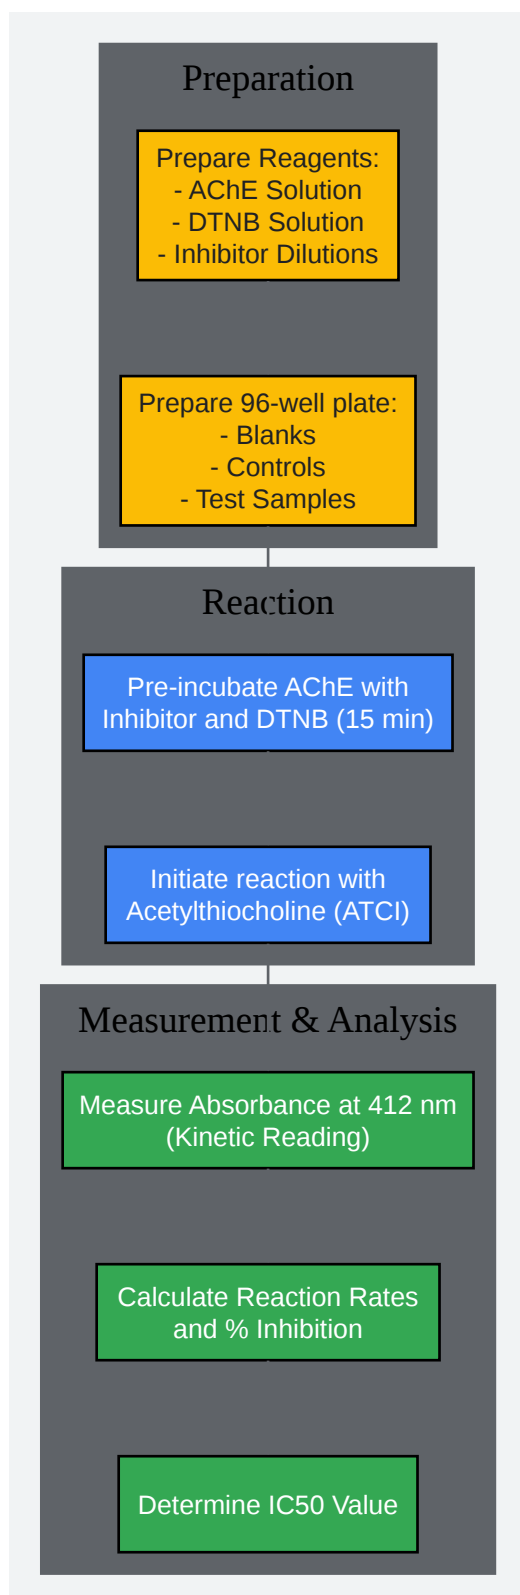 Preparation
Prepare Reagents:
- AChE Solution
- DTNB Solution
- Inhibitor Dilutions
Prepare 96-well plate:
- Blanks
- Controls
- Test Samples
Reaction
Pre-incubate AChE with
Inhibitor and DTNB (15 min)
Initiate reaction with
Acetylthiocholine (ATCI)
Measurement & Analysis
Measure Absorbance at 412 nm
(Kinetic Reading)
Calculate Reaction Rates
and % Inhibition
Determine IC50 Value